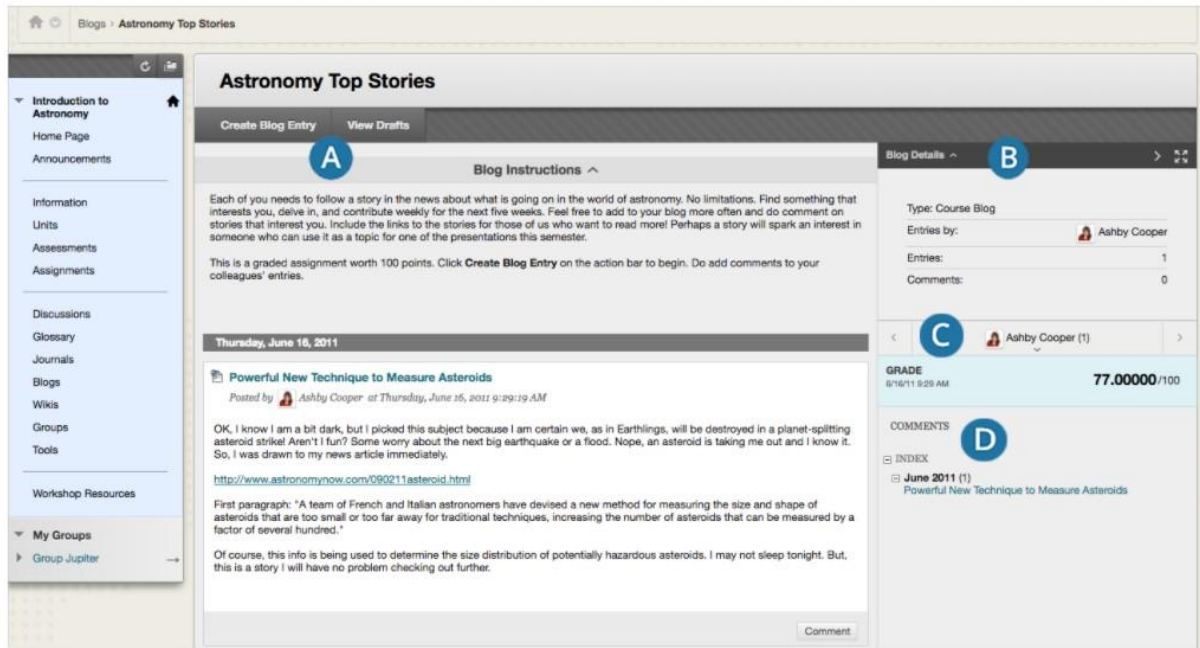 Blogs > Astronomy Top Stories
Introduction to
Astronomy
Home Page
Announcements
Information
Units
Assessments
Assignments
Discussions
Glossary
Journals
Blogs
Wikis
Groups
Tools
Workshop Resources
My Groups
Group Jupiter
Astronomy Top Stories
Create Blog Entry View Drafts
A
Blog Instructions
Each of you needs to follow a story in the news about what is going on in the world of astronomy. No limitations. Find something that
interests you, delve in, and contribute weekly for the next five weeks. Feel free to add to your blog more often and do comment on
stories that interest you. Include the links to the stories for those of us who want to read more! Perhaps a story will spark an interest in
someone who can use it as a topic for one of the presentations this semester.
This is a graded assignment worth 100 points. Click Create Blog Entry on the action bar to begin. Do add comments to your
colleagues' entries.
Thursday, June 16, 2011
Powerful New Technique to Measure Asteroids
Posted by Ashby Cooper at Thursday, June 16, 2011 9:29:19 AM
OK, I know I am a bit dark, but I picked this subject because I am certain we, as in Earthlings, will be destroyed in a planet-splitting
asteroid strike! Aren't I fun? Some worry about the next big earthquake or a flood. Nope, an asteroid is taking me out and I know it.
So, I was drawn to my news article immediately.
http://www.astronomynow.com/090211asteroid.html
First paragraph: "A team of French and Italian astronomers have devised a new method for measuring the size and shape of
asteroids that are too small or too far away for traditional techniques, increasing the number of asteroids that can be measured by a
factor of several hundred."
Of course, this info is being used to determine the size distribution of potentially hazardous asteroids. I may not sleep tonight. But,
this is a story I will have no problem checking out further.
Comment
Blog Details B
Type: Course Blog
Entries by: Ashby Cooper
Entries: 1
Comments: 0
C Ashby Cooper (1)
GRADE
6/16/11 9:29 AM 77.00000/100
COMMENTS
D
INDEX
June 2011 (1)
Powerful New Technique to Measure Asteroids